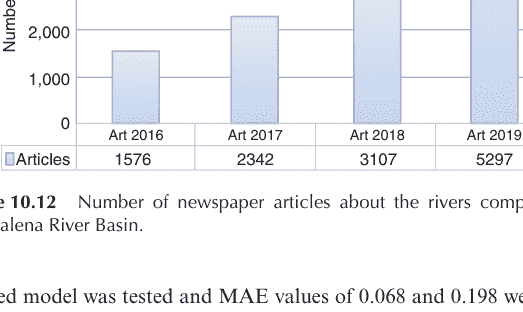 Numbe
2,000
1,000
0
Art 2016 Art 2017 Art 2018 Art 2019
Articles 1576 2342 3107 5297
e 10.12 Number of newspaper articles about the rivers comp
alena River Basin.
ed model was tested and MAE values of 0.068 and 0.198 we